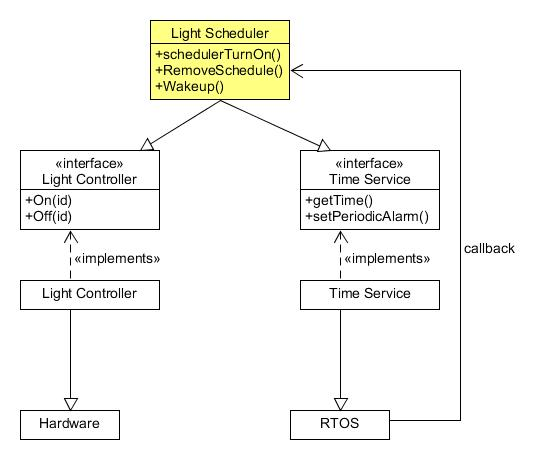 Light Scheduler
+schedulerTurnOn()
+RemoveSchedule()
+Wakeup()
«interface»
Light Controller
+On(id)
+Off(id)
«interface»
Time Service
+getTime()
+setPeriodicAlarm()
callback
«implements»
«implements»
Light Controller
Time Service
Hardware
RTOS